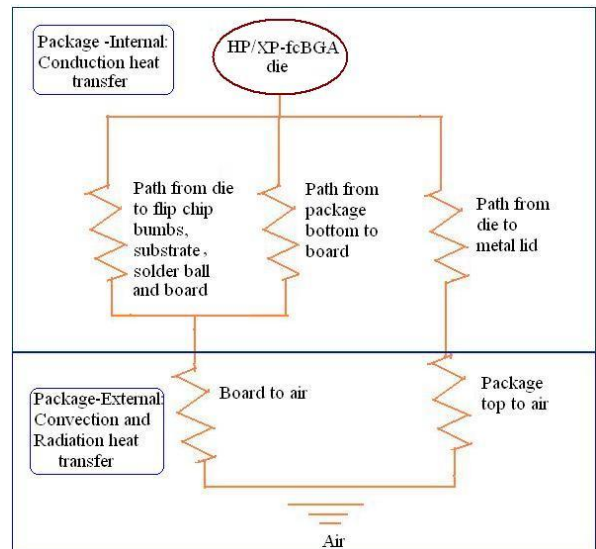 Package -Internal:
Conduction heat
transfer
HP/XP-fcBGA
die
Path from die
to flip chip
bumbs,
substrate,
solder ball
and board
Path from
package
bottom to
board
Path from
die to
metal lid
Package-External:
Convection and
Radiation heat
transfer
Board to air
Package
top to air
Air